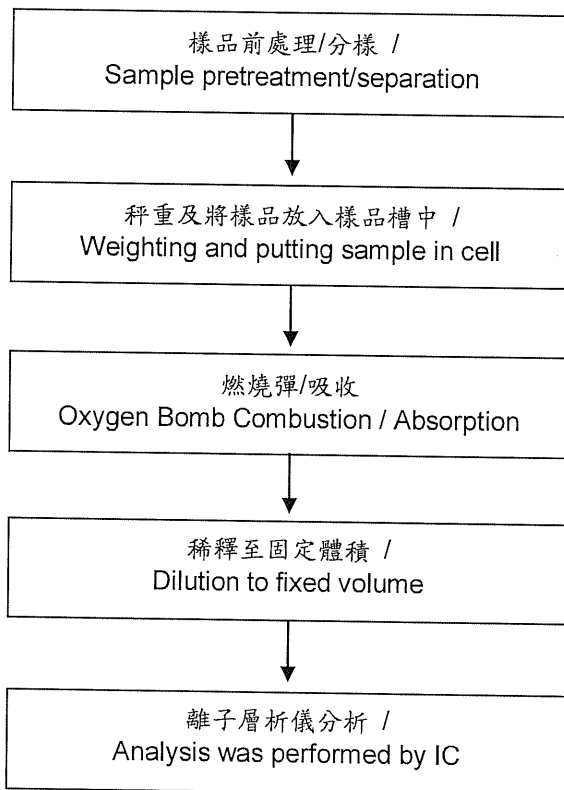 樣品前處理/分樣 /
Sample pretreatment/separation
秤重及將樣品放入樣品槽中 /
Weighting and putting sample in cell
燃燒彈/吸收
Oxygen Bomb Combustion / Absorption
稀釋至固定體積 /
Dilution to fixed volume
離子層析儀分析 /
Analysis was performed by IC